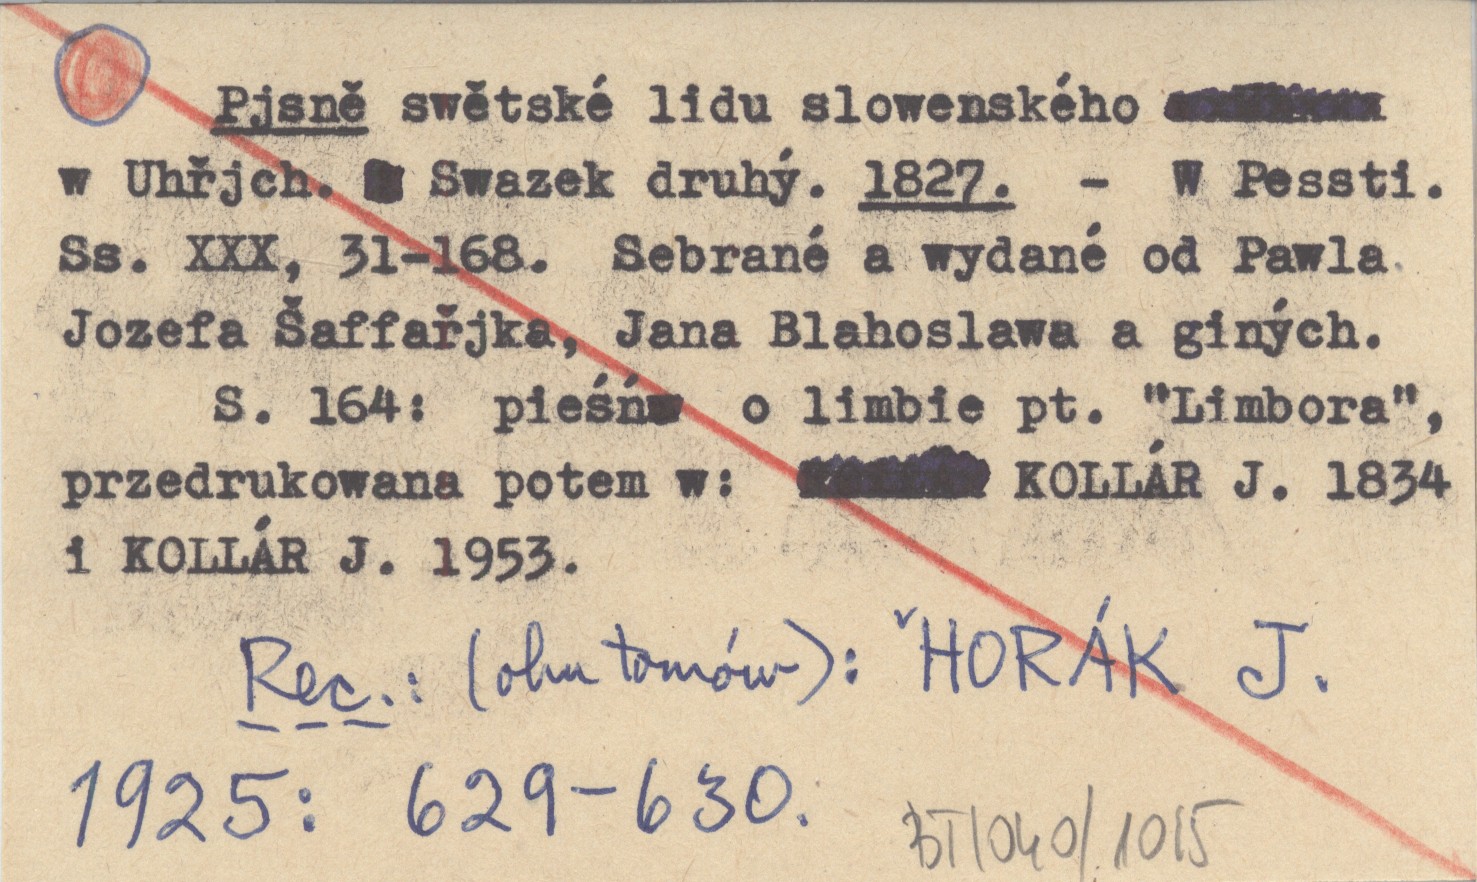 Pjsně swětské lidu slowenského
w Uhřjch. Swazek druhý. 1827. - W Pessti.
Ss. XXX, 31-168. Sebrané a wydané od Pawla
Jozefa Šaffařjka, Jana Blahoslawa a giných.
S. 164: pieśń o limbie pt. "Limbora",
przedrukowana potem w: KOLLÁR J. 1834
i KOLLÁR J. 1953.
Rec.: (obu tomów): HORÁK J.
1925: 629-630.
BT/040/1015